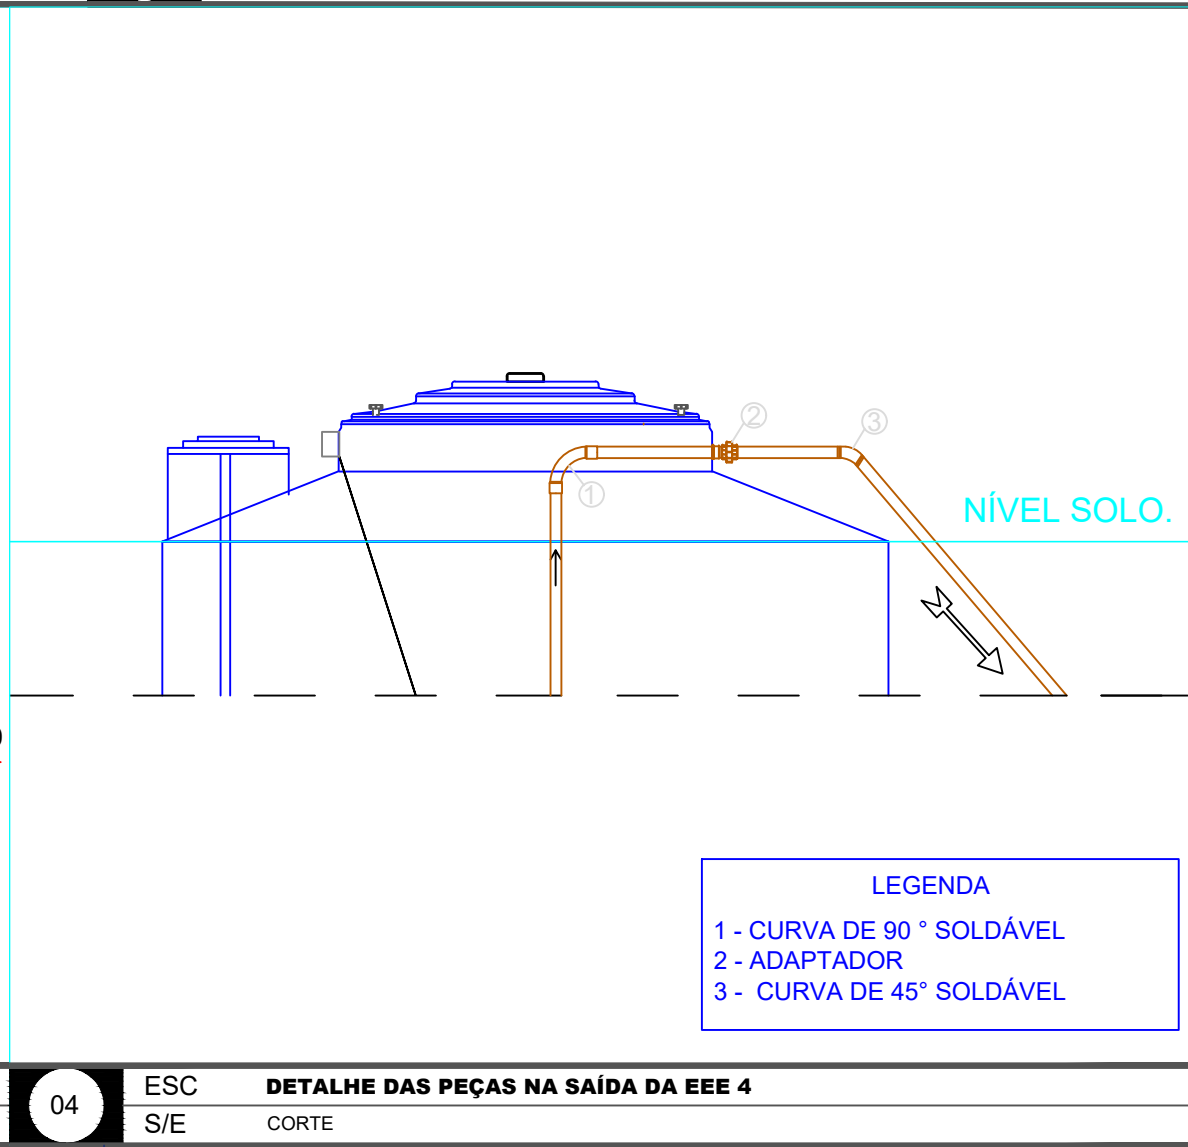 2
3
1
NÍVEL SOLO.
LEGENDA
1 - CURVA DE 90 ° SOLDÁVEL
2 - ADAPTADOR
3 - CURVA DE 45° SOLDÁVEL
04
ESC
DETALHE DAS PEÇAS NA SAÍDA DA EEE 4
S/E
CORTE